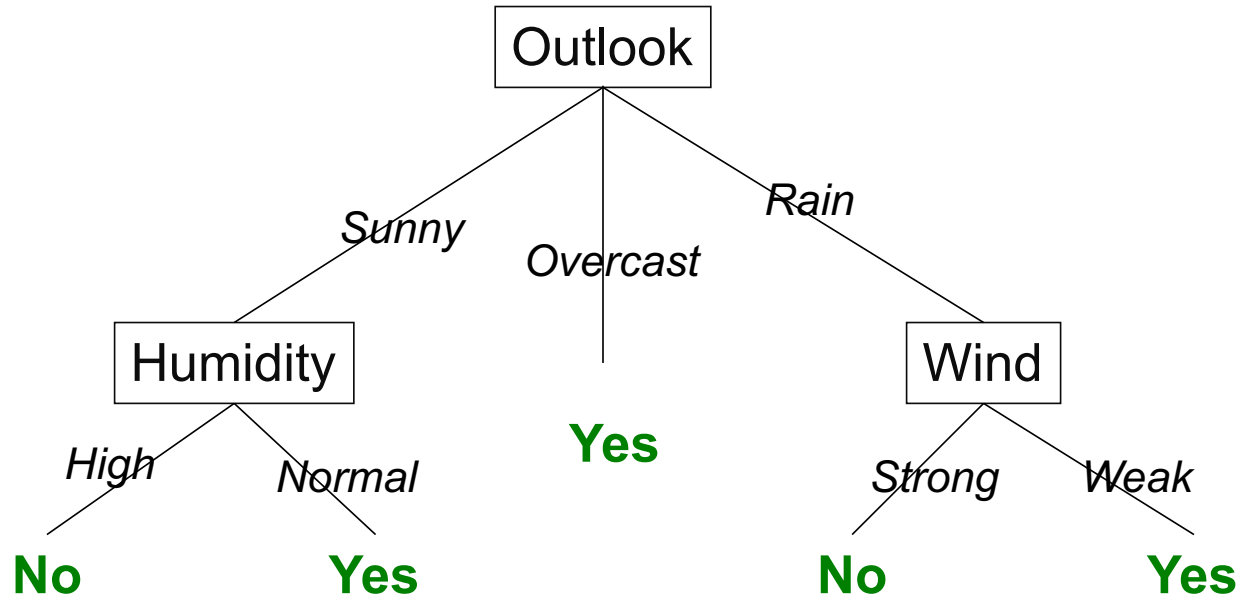 Outlook
Sunny
Overcast
Rain
Humidity
Wind
High
Normal
Yes
Strong
Weak
No
Yes
No
Yes